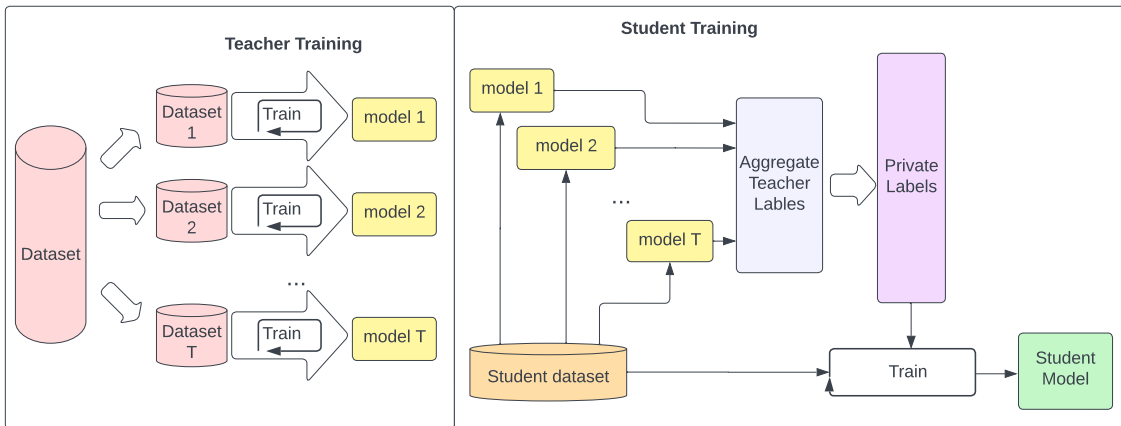 Teacher Training
Dataset
Dataset
1
Train
model 1
Dataset
2
Train
model 2
...
Dataset
T
Train
model T
Student Training
model 1
model 2
...
model T
Aggregate
Teacher
Lables
Private
Labels
Student dataset
Train
Student
Model